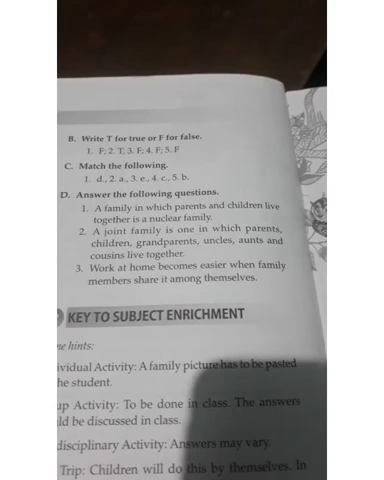 B. Write T for true or F for false.
1. F; 2. T; 3. F; 4. F; 5. F
C. Match the following.
1. d., 2. a., 3. e., 4. c., 5. b.
D. Answer the following questions.
1. A family in which parents and children live
together is a nuclear family.
2. A joint family is one in which parents,
children, grandparents, uncles, aunts and
cousins live together.
3. Work at home becomes easier when family
members share it among themselves.
KEY TO SUBJECT ENRICHMENT
me hints:
ividual Activity: A family picture has to be pasted
he student.
up Activity: To be done in class. The answers
ld be discussed in class.
disciplinary Activity: Answers may vary.
Trip: Children will do this by themselves. In